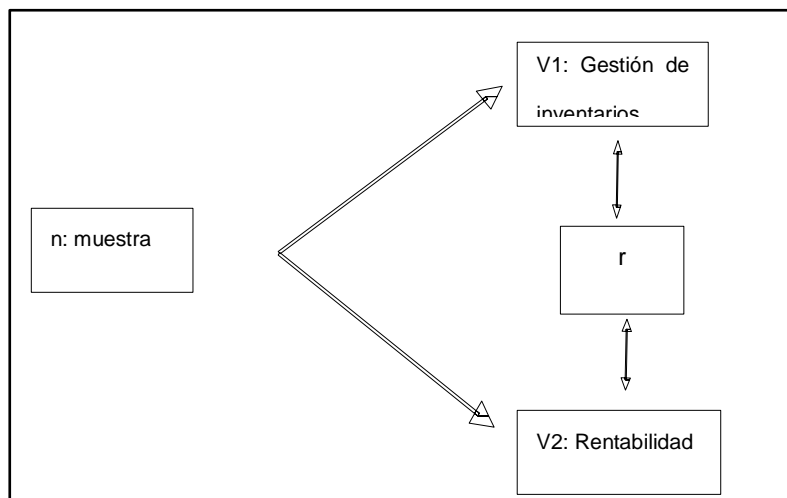 V1: Gestión de
inventarios
n: muestra
r
V2: Rentabilidad